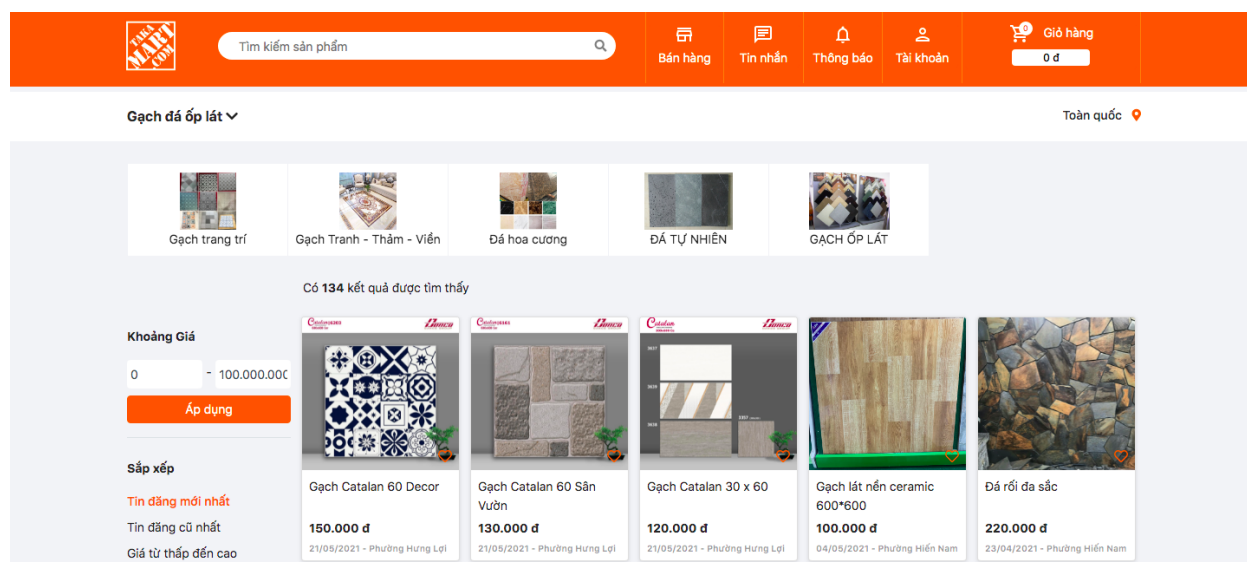 TAKA
MART
COM
Tìm kiếm sản phẩm
Bán hàng
Tin nhắn
Thông báo
Tài khoản
0
Giỏ hàng
0 đ
Gạch đá ốp lát
Toàn quốc
Gạch trang trí
Gạch Tranh - Thảm - Viền
Đá hoa cương
ĐÁ TỰ NHIÊN
GẠCH ỐP LÁT
Có 134 kết quả được tìm thấy
Khoảng Giá
0 - 100.000.000
Áp dụng
Sắp xếp
Tin đăng mới nhất
Tin đăng cũ nhất
Giá từ thấp đến cao
Gạch Catalan 60 Decor
150.000 đ
21/05/2021 - Phường Hưng Lợi
Gạch Catalan 60 Sân
Vườn
130.000 đ
21/05/2021 - Phường Hưng Lợi
Catalan
Gạch Catalan 30 x 60
120.000 đ
21/05/2021 - Phường Hưng Lợi
Gạch lát nền ceramic
600*600
100.000 đ
04/05/2021 - Phường Hiến Nam
Đá rối đa sắc
220.000 đ
23/04/2021 - Phường Hiến Nam